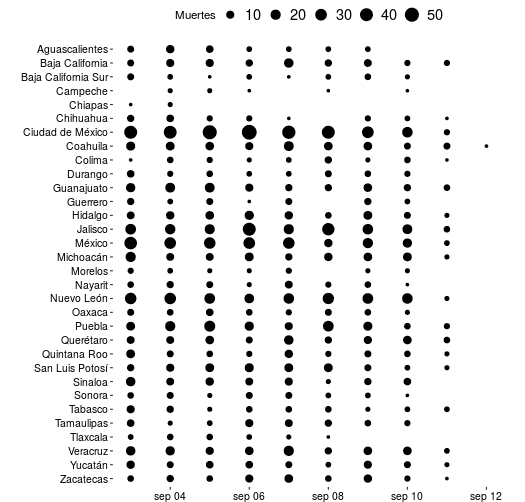 Muertes 10 20 30 40 50
Aguascalientes
Baja California
Baja California Sur
Campeche
Chiapas
Chihuahua
Ciudad de México
Coahuila
Colima
Durango
Guanajuato
Guerrero
Hidalgo
Jalisco
México
Michoacán
Morelos
Nayarit
Nuevo León
Oaxaca
Puebla
Querétaro
Quintana Roo
San Luis Potosí
Sinaloa
Sonora
Tabasco
Tamaulipas
Tlaxcala
Veracruz
Yucatán
Zacatecas
sep 04 sep 06 sep 08 sep 10 sep 12